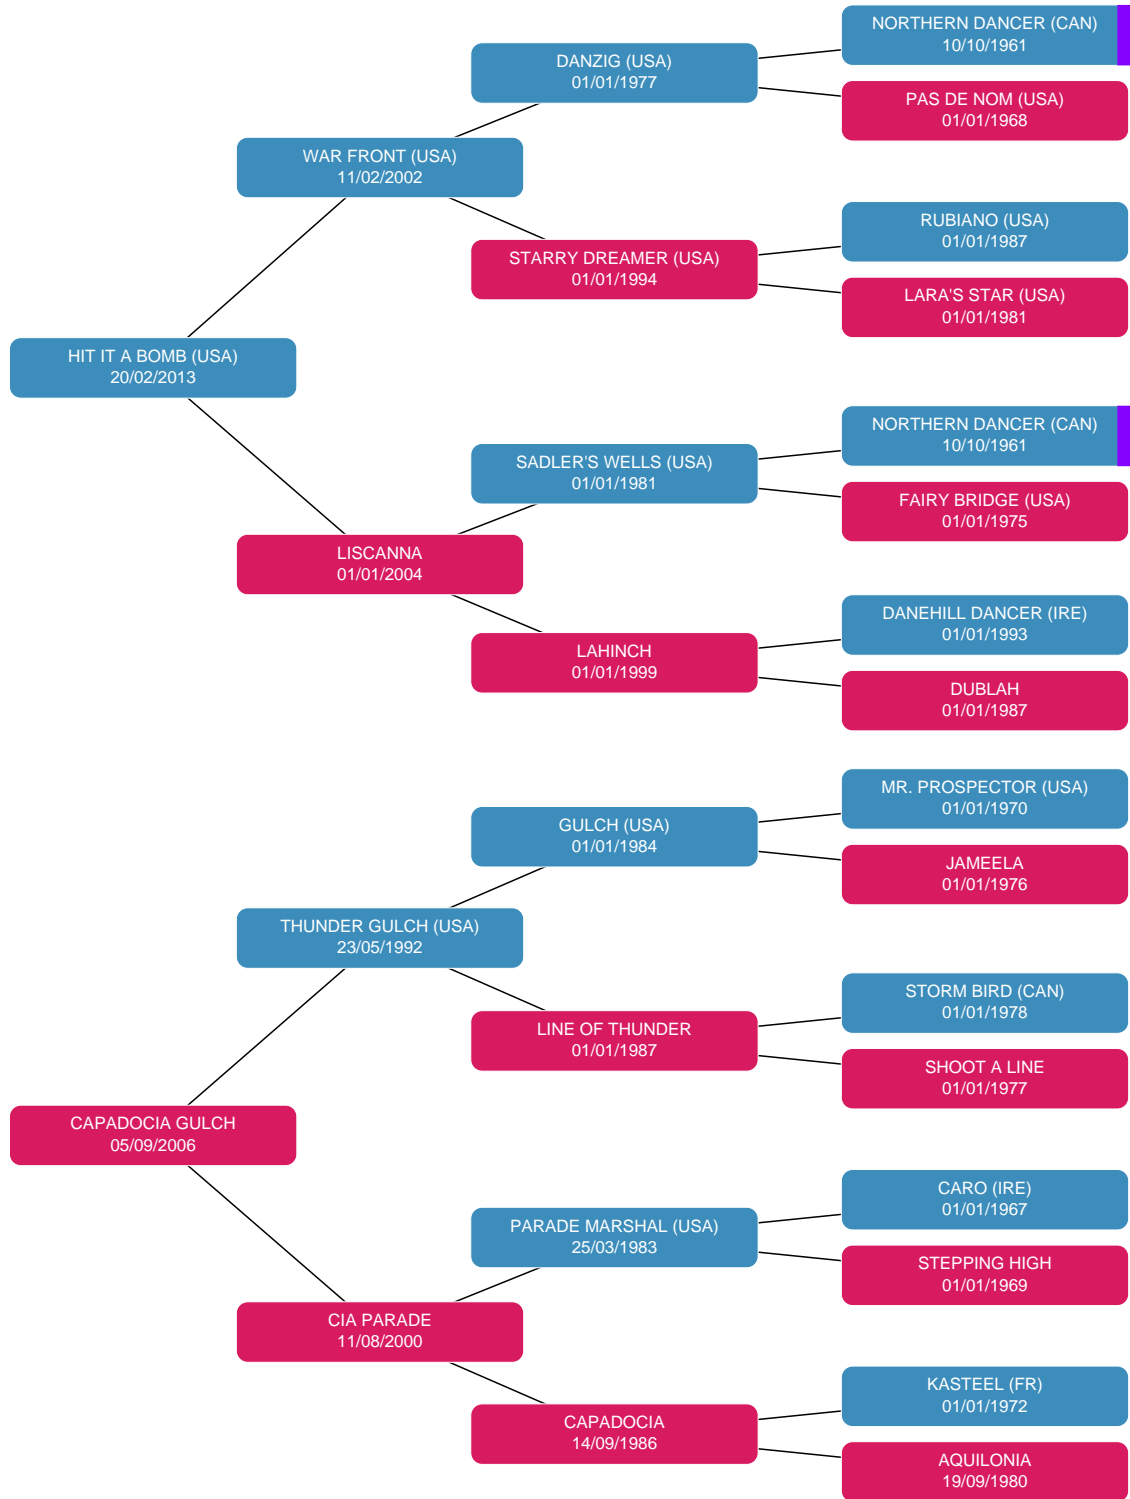 NORTHERN DANCER (CAN)
10/10/1961
DANZIG (USA)
01/01/1977
PAS DE NOM (USA)
01/01/1968
WAR FRONT (USA)
11/02/2002
RUBIANO (USA)
01/01/1987
STARRY DREAMER (USA)
01/01/1994
LARA'S STAR (USA)
01/01/1981
HIT IT A BOMB (USA)
20/02/2013
NORTHERN DANCER (CAN)
10/10/1961
SADLER'S WELLS (USA)
01/01/1981
FAIRY BRIDGE (USA)
01/01/1975
LISCANNA
01/01/2004
DANEHILL DANCER (IRE)
01/01/1993
LAHINCH
01/01/1999
DUBLAH
01/01/1987
MR. PROSPECTOR (USA)
01/01/1970
GULCH (USA)
01/01/1984
JAMEELA
01/01/1976
THUNDER GULCH (USA)
23/05/1992
STORM BIRD (CAN)
01/01/1978
LINE OF THUNDER
01/01/1987
SHOOT A LINE
01/01/1977
CAPADOCIA GULCH
05/09/2006
CARO (IRE)
01/01/1967
PARADE MARSHAL (USA)
25/03/1983
STEPPING HIGH
01/01/1969
CIA PARADE
11/08/2000
KASTEEL (FR)
01/01/1972
CAPADOCIA
14/09/1986
AQUILONIA
19/09/1980